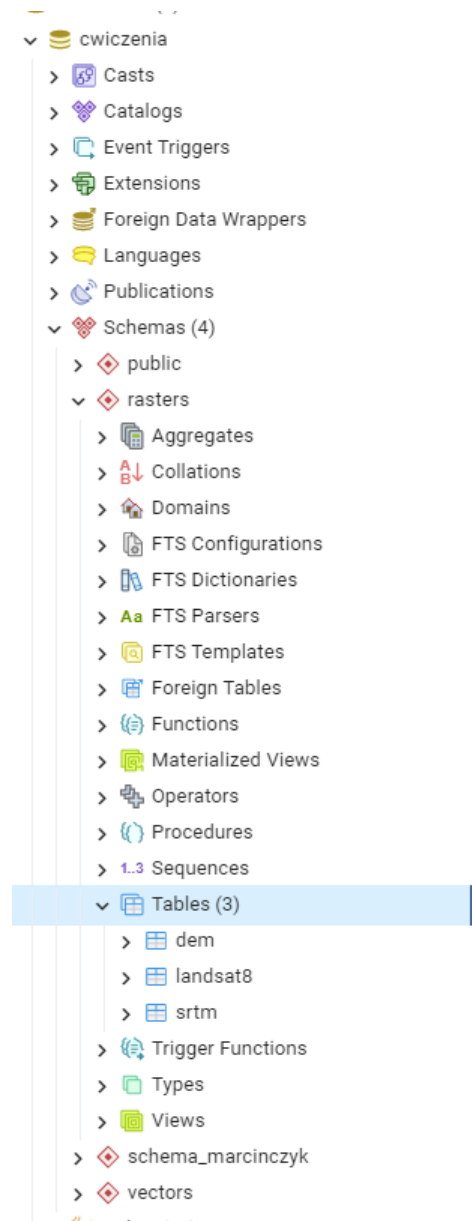 cwiczenia
Casts
Catalogs
Event Triggers
Extensions
Foreign Data Wrappers
Languages
Publications
Schemas (4)
public
rasters
Aggregates
Collations
Domains
FTS Configurations
FTS Dictionaries
Aa FTS Parsers
FTS Templates
Foreign Tables
Functions
Materialized Views
Operators
Procedures
1..3 Sequences
Tables (3)
dem
landsat8
srtm
Trigger Functions
Types
Views
schema_marcinczyk
vectors